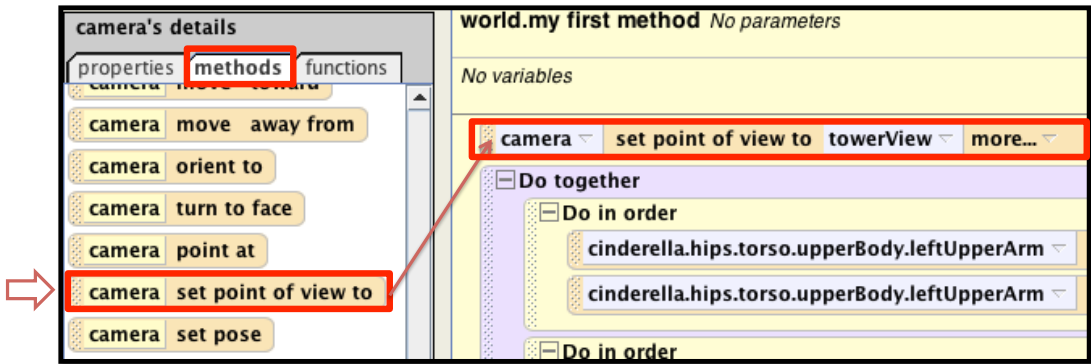 camera's details
properties methods functions
camera move toward
camera move away from
camera orient to
camera turn to face
camera point at
camera set point of view to
camera set pose
world.my first method No parameters
No variables
camera set point of view to towerView more...
Do together
Do in order
cinderella.hips.torso.upperBody.leftUpperArm
cinderella.hips.torso.upperBody.leftUpperArm
Do in order